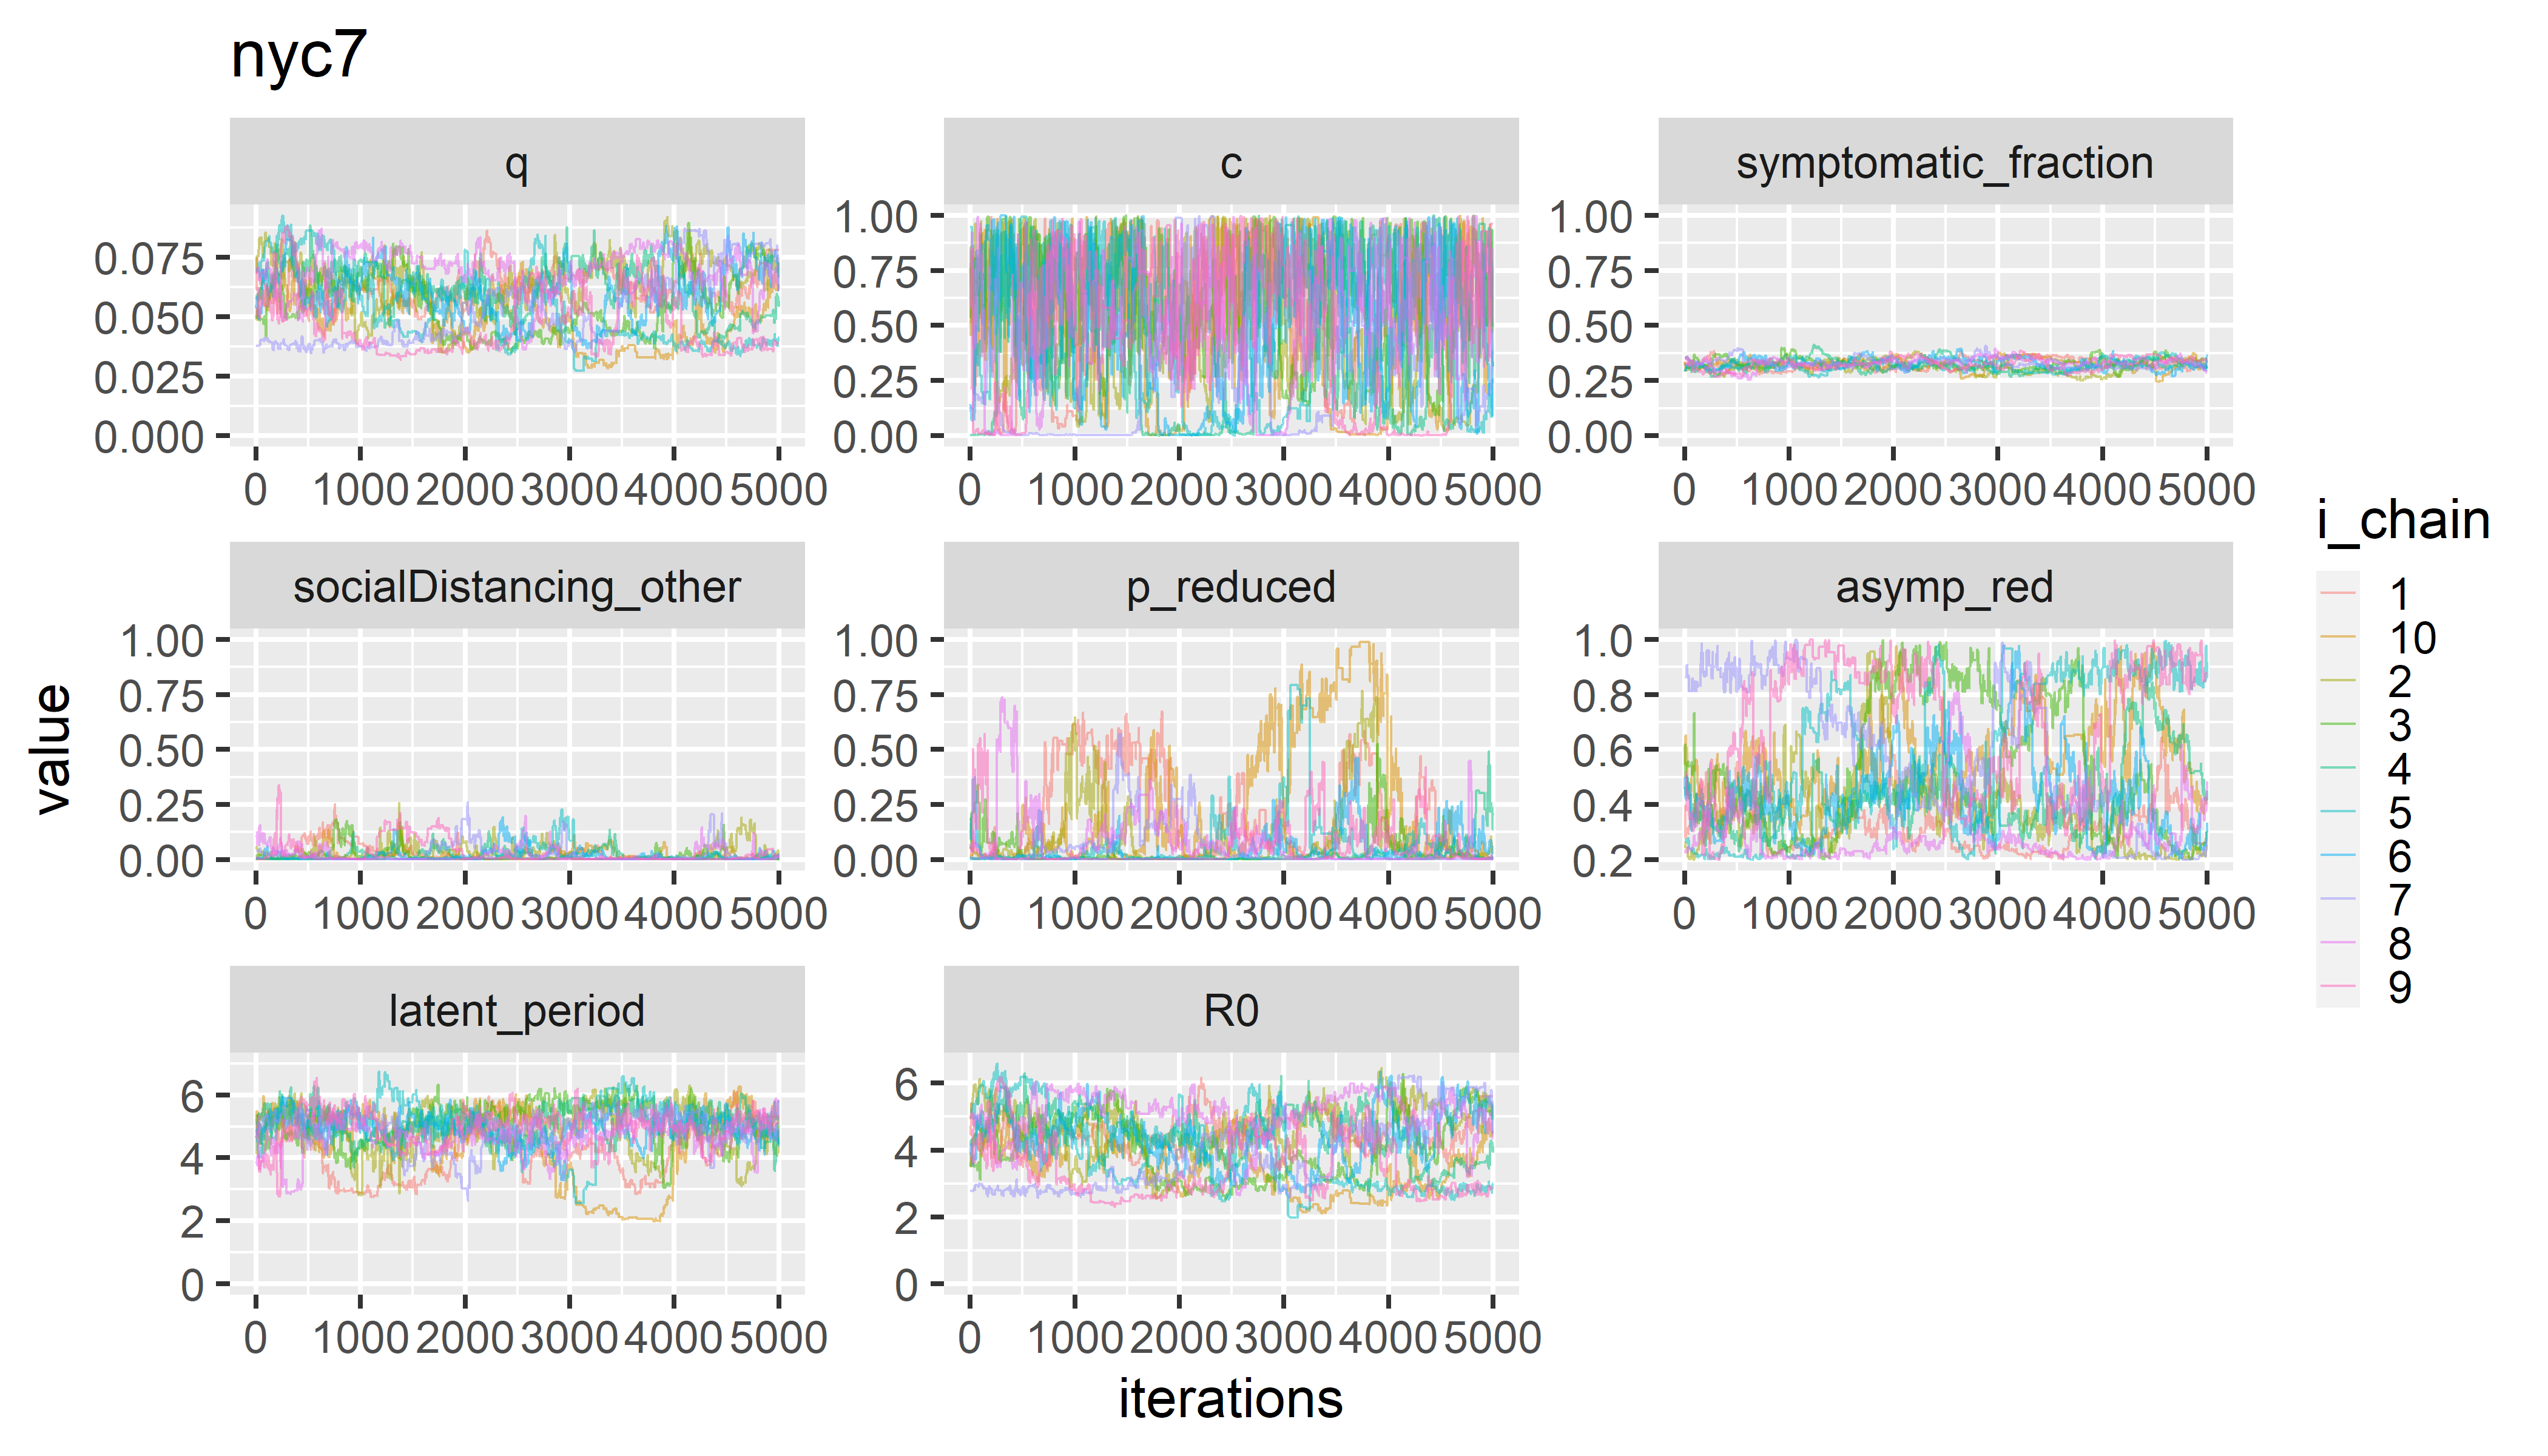 nyc7
q
c
symptomatic_fraction
0.075
0.050
0.025
0.000
1.00
0.75
0.50
0.25
0.00
1.00
0.75
0.50
0.25
0.00
0 1000 2000 3000 4000 5000
0 1000 2000 3000 4000 5000
0 1000 2000 3000 4000 5000
socialDistancing_other
p_reduced
asymp_red
1.00
0.75
0.50
0.25
0.00
1.00
0.75
0.50
0.25
0.00
1.0
0.8
0.6
0.4
0.2
0 1000 2000 3000 4000 5000
0 1000 2000 3000 4000 5000
0 1000 2000 3000 4000 5000
latent_period
R0
6
4
2
0
6
4
2
0
0 1000 2000 3000 4000 5000
0 1000 2000 3000 4000 5000
value
iterations
i_chain
1
10
2
3
4
5
6
7
8
9